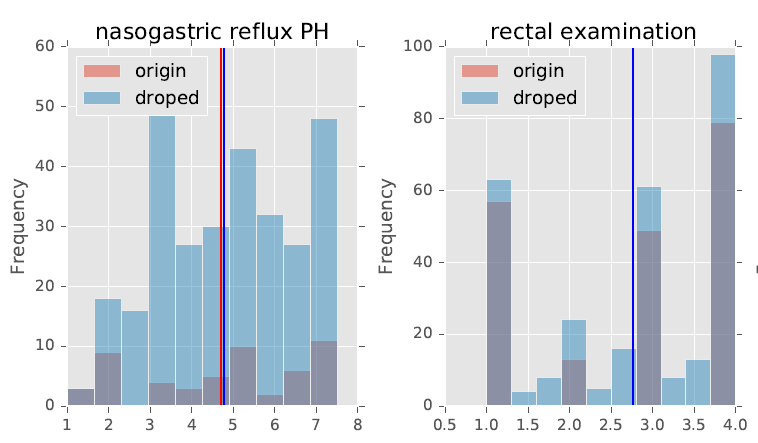 nasogastric reflux PH
60
50
40
30
20
10
0
Frequency
origin
droped
1 2 3 4 5 6 7 8
rectal examination
100
80
60
40
20
0
Frequency
origin
droped
0.5 1.0 1.5 2.0 2.5 3.0 3.5 4.0